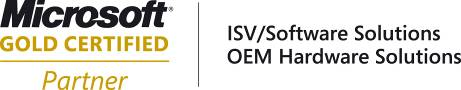 Microsoft®
GOLD CERTIFIED
Partner
ISV/Software Solutions
OEM Hardware Solutions